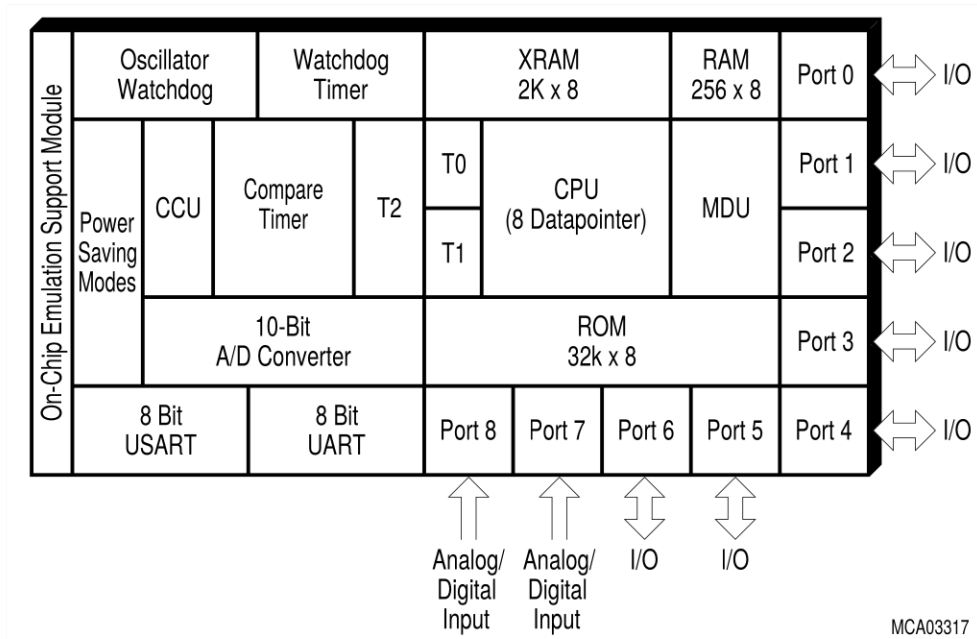 On-Chip Emulation Support Module
Oscillator
Watchdog
Watchdog
Timer
XRAM
2K x 8
RAM
256 x 8
Port 0
I/O
Power
Saving
Modes
CCU
Compare
Timer
T2
T0
T1
CPU
(8 Datapointer)
MDU
Port 1
I/O
Port 2
I/O
10-Bit
A/D Converter
ROM
32k x 8
Port 3
I/O
8 Bit
USART
8 Bit
UART
Port 8
Port 7
Port 6
Port 5
Port 4
I/O
Analog/
Digital
Input
Analog/
Digital
Input
I/O
I/O
MCA03317